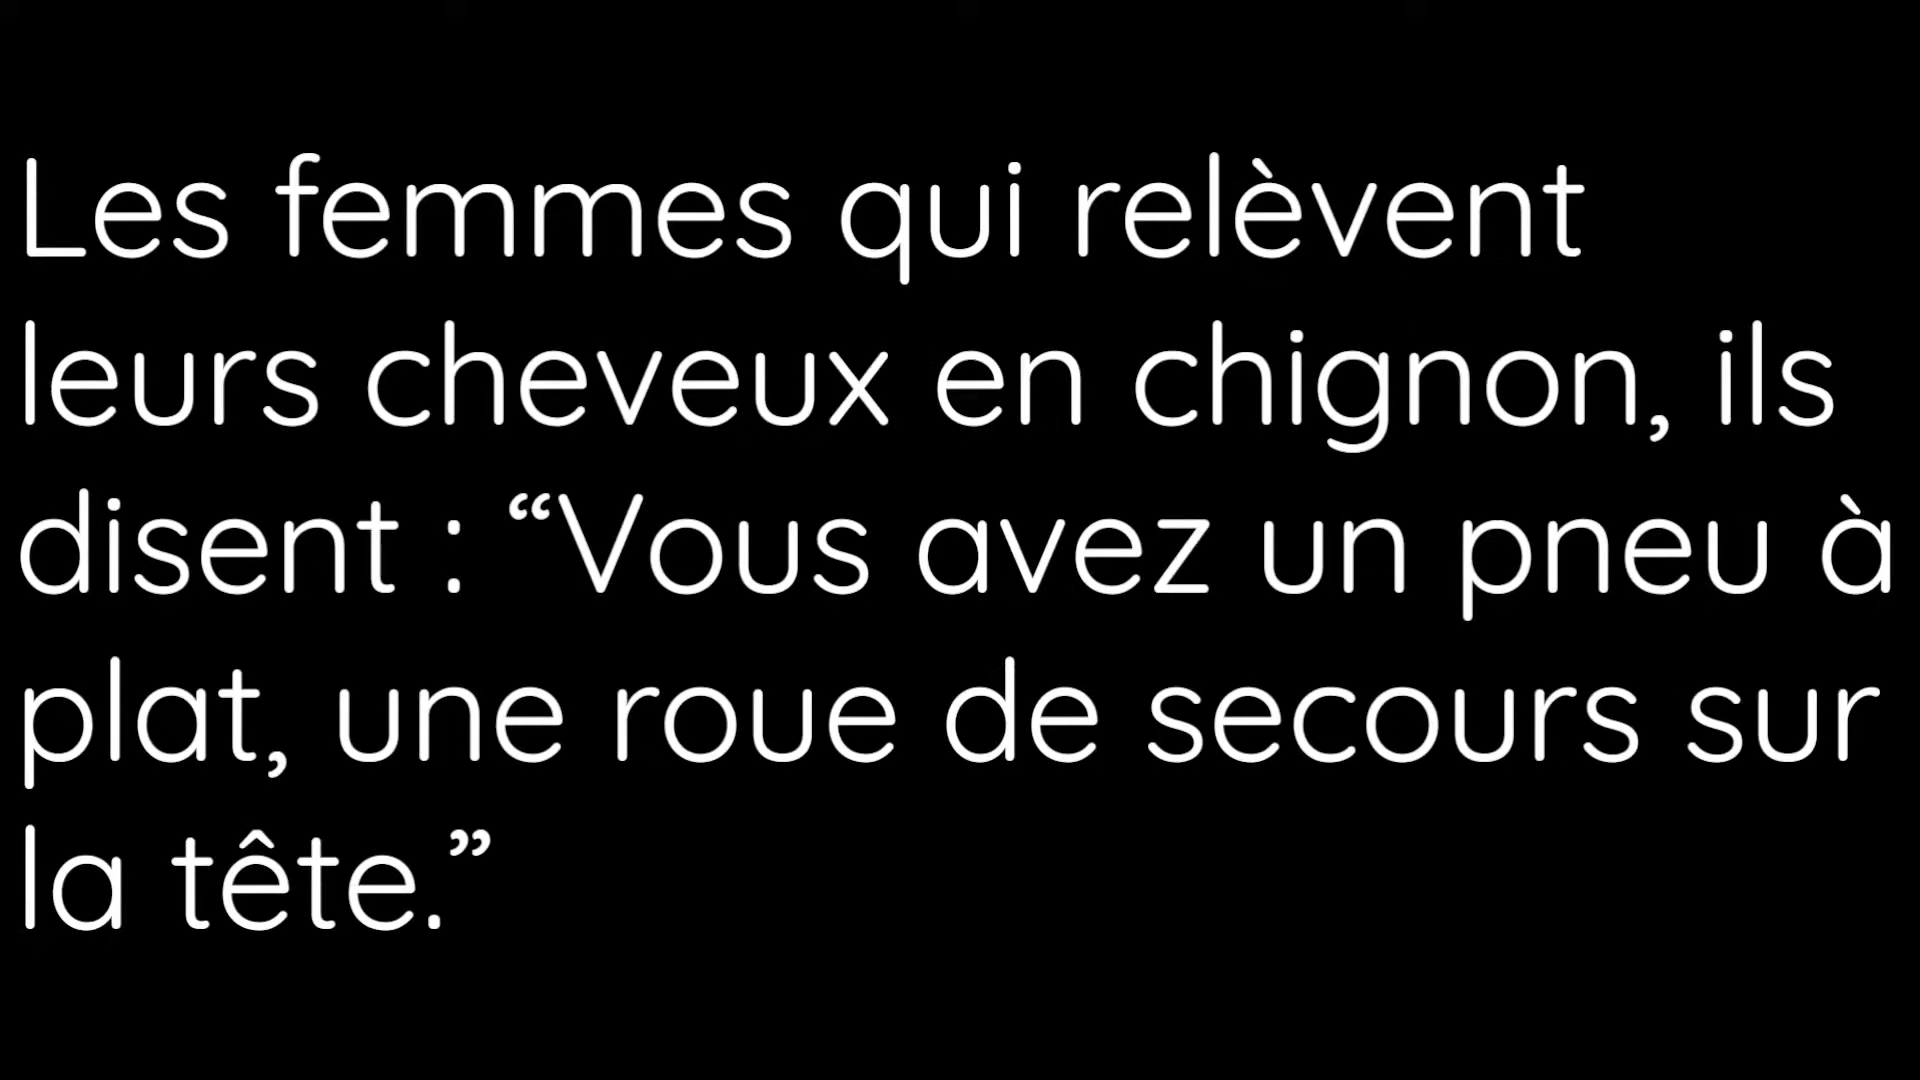 Les femmes qui relèvent
leurs cheveux en chignon, ils
disent : “Vous avez un pneu à
plat, une roue de secours sur
la tête.”